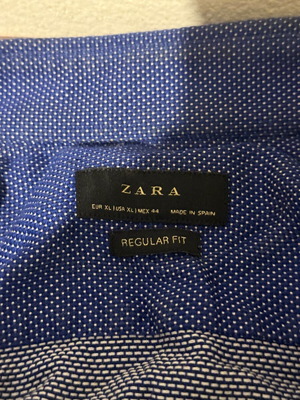 ZARA
EUR XL | USA XL | MEX 44 MADE IN SPAIN
REGULAR FIT